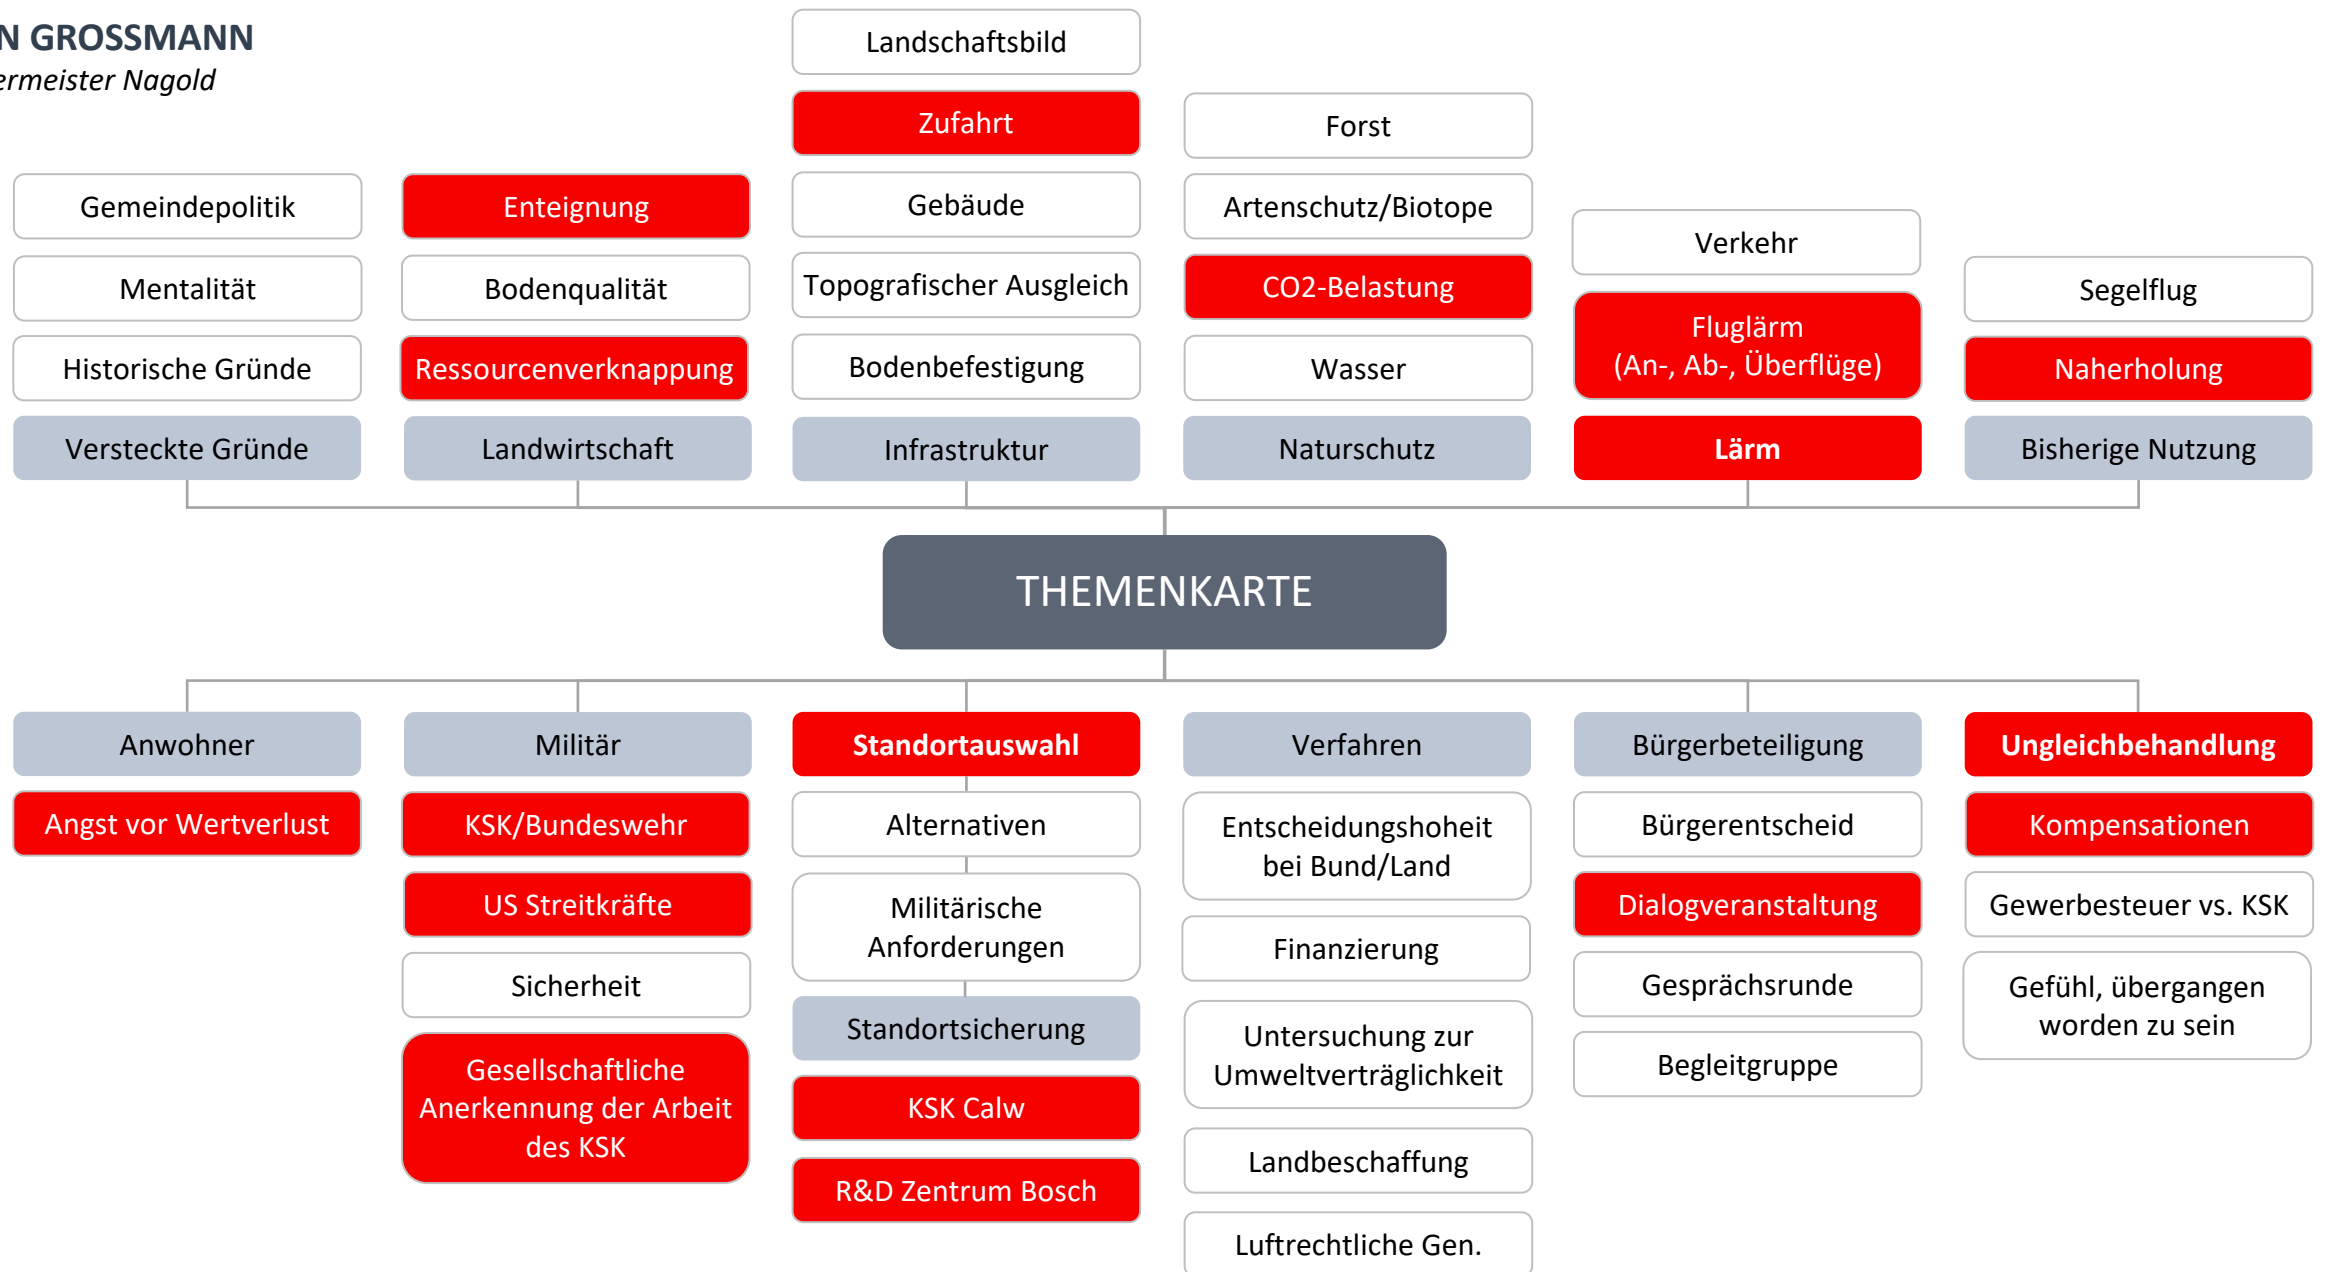 N GROSSMANN
ermeister Nagold
Landschaftsbild
Zufahrt
Gebäude
Topografischer Ausgleich
Bodenbefestigung
Infrastruktur
Forst
Artenschutz/Biotope
CO2-Belastung
Wasser
Naturschutz
Gemeindepolitik
Mentalität
Historische Gründe
Versteckte Gründe
Enteignung
Bodenqualität
Ressourcenverknappung
Landwirtschaft
Verkehr
Fluglärm
(An-, Ab-, Überflüge)
Lärm
Segelflug
Naherholung
Bisherige Nutzung
THEMENKARTE
Anwohner
Angst vor Wertverlust
Militär
KSK/Bundeswehr
US Streitkräfte
Sicherheit
Gesellschaftliche
Anerkennung der Arbeit
des KSK
Standortauswahl
Alternativen
Militärische
Anforderungen
Standortsicherung
KSK Calw
R&D Zentrum Bosch
Verfahren
Entscheidungshoheit
bei Bund/Land
Finanzierung
Untersuchung zur
Umweltverträglichkeit
Landbeschaffung
Luftrechtliche Gen.
Bürgerbeteiligung
Bürgerentscheid
Dialogveranstaltung
Gesprächsrunde
Begleitgruppe
Ungleichbehandlung
Kompensationen
Gewerbesteuer vs. KSK
Gefühl, übergangen
worden zu sein